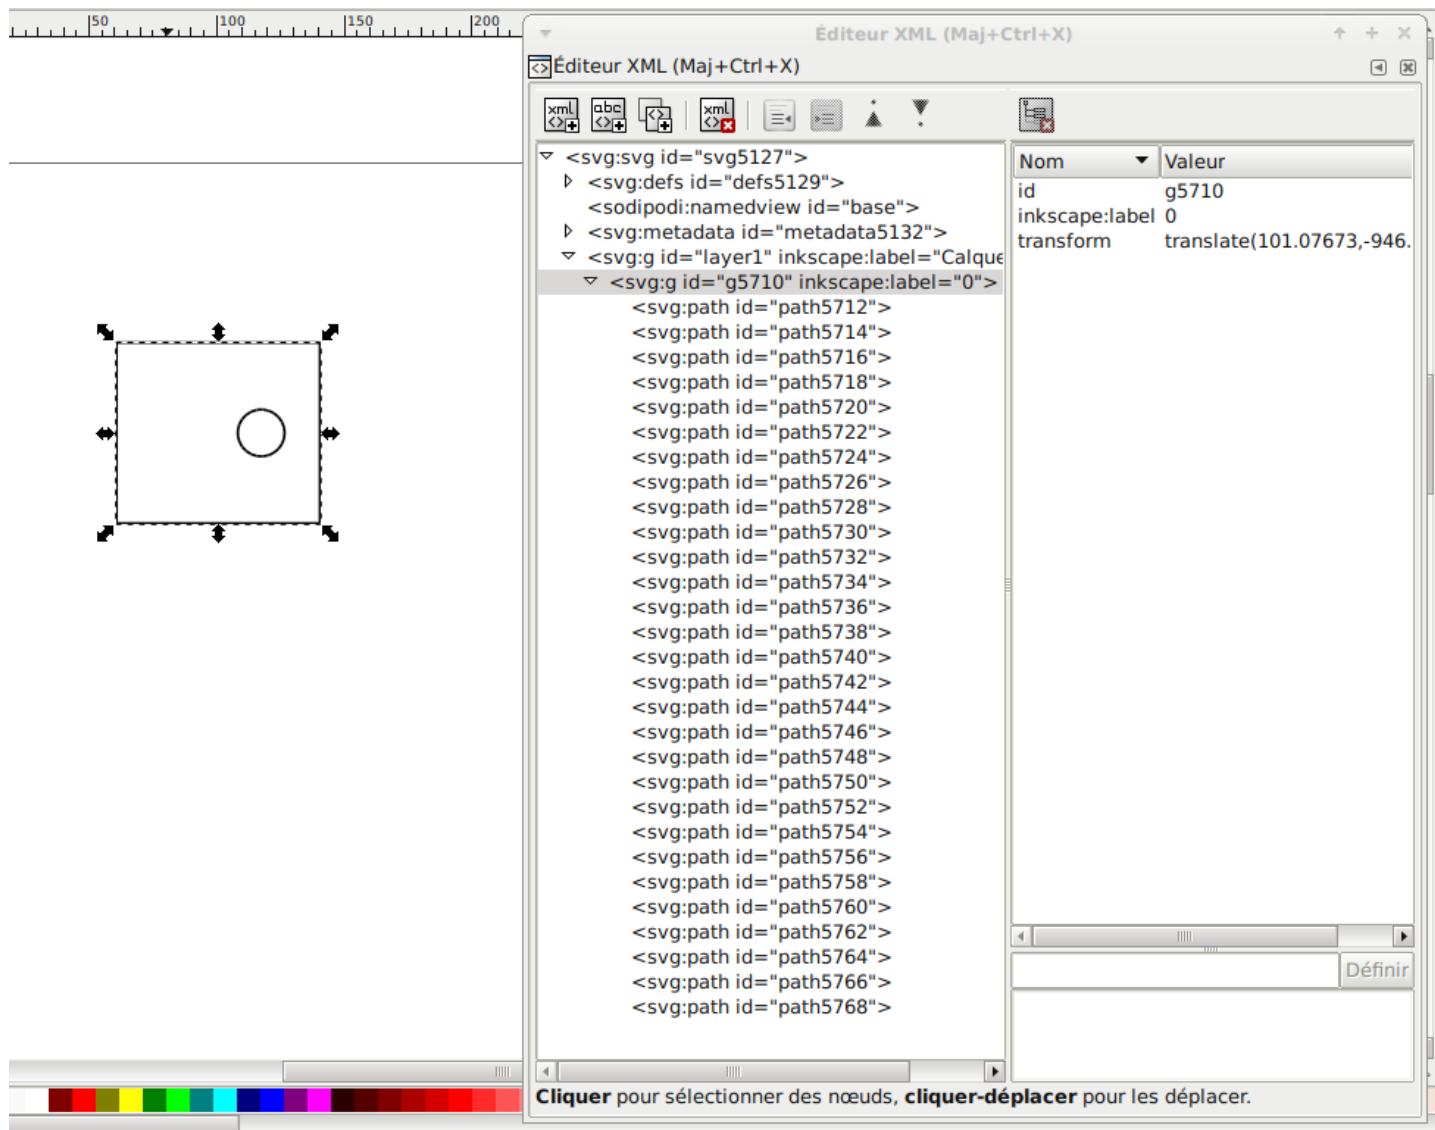 50 100 150 200
Éditeur XML (Maj+Ctrl+X)
Éditeur XML (Maj+Ctrl+X)
xml abc xml
Nom Valeur
<svg:svg id="svg5127">
<svg:defs id="defs5129">
<sodipodi:namedview id="base">
<svg:metadata id="metadata5132">
<svg:g id="layer1" inkscape:label="Calque
<svg:g id="g5710" inkscape:label="0">
<svg:path id="path5712">
<svg:path id="path5714">
<svg:path id="path5716">
<svg:path id="path5718">
<svg:path id="path5720">
<svg:path id="path5722">
<svg:path id="path5724">
<svg:path id="path5726">
<svg:path id="path5728">
<svg:path id="path5730">
<svg:path id="path5732">
<svg:path id="path5734">
<svg:path id="path5736">
<svg:path id="path5738">
<svg:path id="path5740">
<svg:path id="path5742">
<svg:path id="path5744">
<svg:path id="path5746">
<svg:path id="path5748">
<svg:path id="path5750">
<svg:path id="path5752">
<svg:path id="path5754">
<svg:path id="path5756">
<svg:path id="path5758">
<svg:path id="path5760">
<svg:path id="path5762">
<svg:path id="path5764">
<svg:path id="path5766">
<svg:path id="path5768">
id g5710
inkscape:label 0
transform translate(101.07673,-946.
Définir
Cliquer pour sélectionner des nœuds, cliquer-déplacer pour les déplacer.